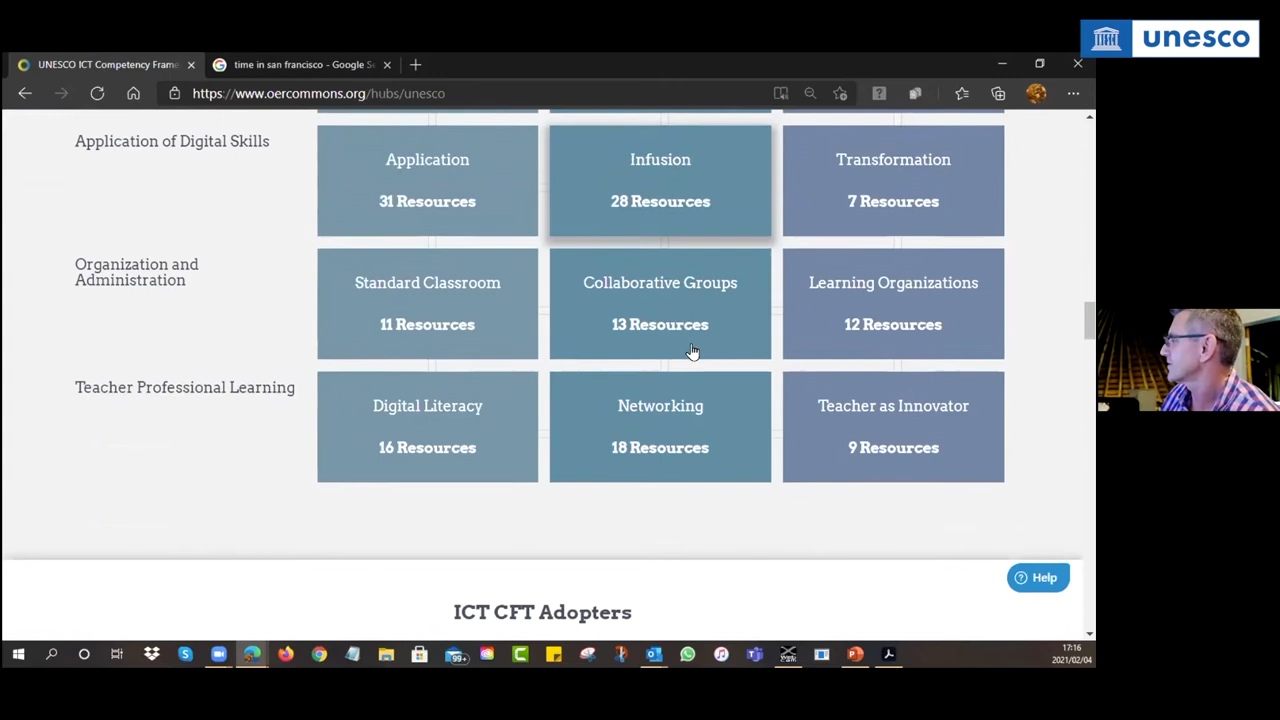 unesco
UNESCO ICT Competency Fram
time in san francisco - Google S
https://www.oercommons.org/hubs/unesco
Application of Digital Skills
Application
Infusion
Transformation
31 Resources
28 Resources
7 Resources
Organization and
Administration
Standard Classroom
Collaborative Groups
Learning Organizations
11 Resources
13 Resources
12 Resources
Teacher Professional Learning
Digital Literacy
Networking
Teacher as Innovator
16 Resources
18 Resources
9 Resources
Help
ICT CFT Adopters
99+
17:16
2021/02/04